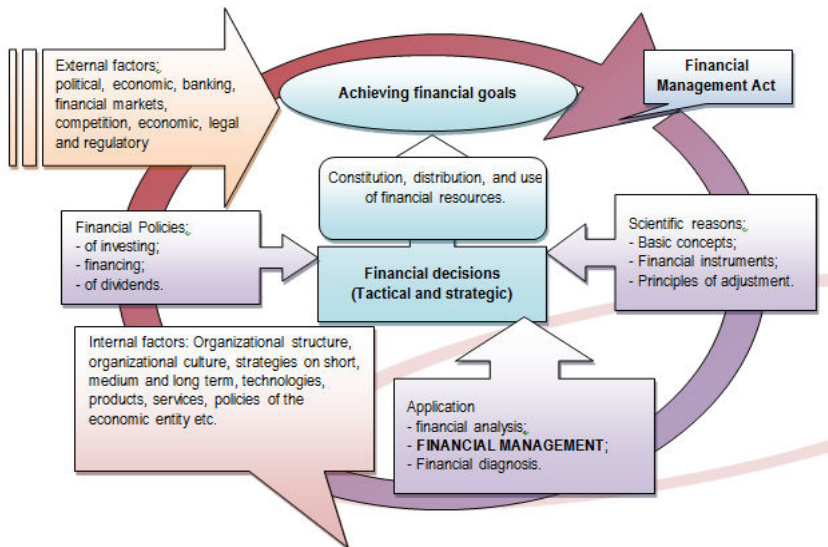 External factors;
political, economic, banking,
financial markets,
competition, economic, legal
and regulatory
Achieving financial goals
Financial
Management Act
Constitution, distribution, and use
of financial resources.
Financial Policies;
- of investing;
- financing;
- of dividends.
Financial decisions
(Tactical and strategic)
Scientific reasons;
- Basic concepts;
- Financial instruments;
- Principles of adjustment.
Internal factors: Organizational structure,
organizational culture, strategies on short,
medium and long term, technologies,
products, services, policies of the
economic entity etc.
Application
- financial analysis;
- FINANCIAL MANAGEMENT;
- Financial diagnosis.